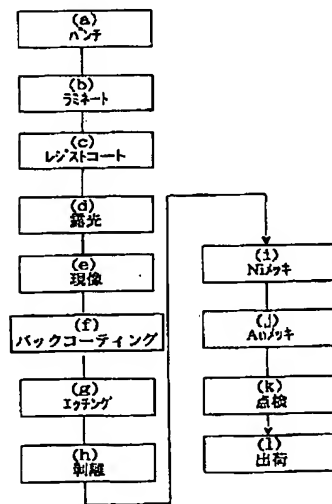 (a)
パンチ
(b)
ラミネート
(c)
レジストコート
(d)
露光
(e)
現像
(f)
バックコーティング
(g)
エッチング
(h)
剥離
(i)
Niメッキ
(j)
Auメッキ
(k)
点検
(l)
出荷